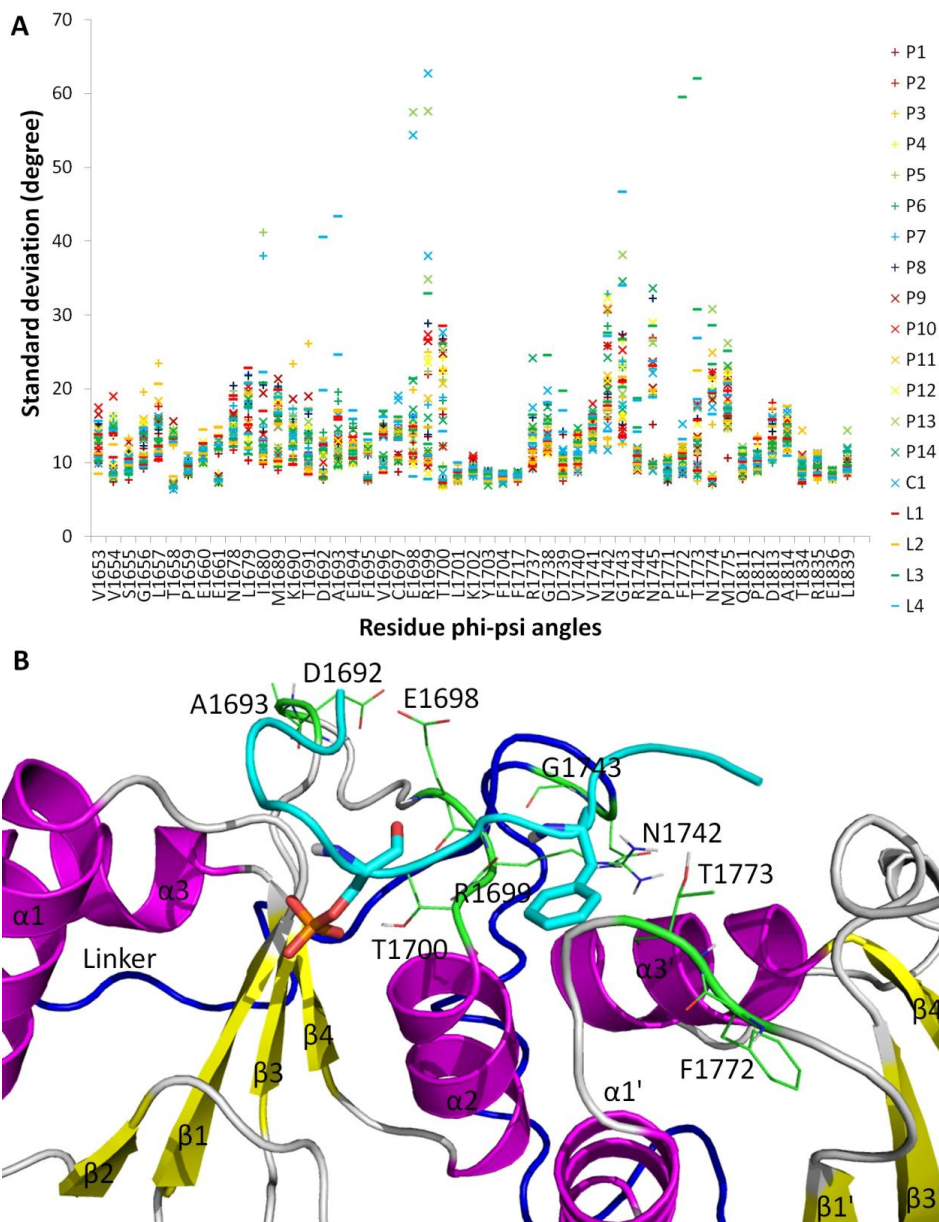 A
70
60
50
40
30
20
10
0
Standard deviation (degree)
V1653
V1654
S1655
G1656
L1657
T1658
P1659
E1660
E1661
N1678
L1679
I1680
M1689
K1690
T1691
D1692
A1693
E1694
F1695
V1696
C1697
E1698
R1699
T1700
L1701
K1702
Y1703
F1704
F1717
R1737
G1738
D1739
V1740
V1741
N1742
G1743
R1744
N1745
P1771
F1772
T1773
N1774
M1775
Q1811
P1812
D1813
A1814
T1834
R1835
E1836
L1839
Residue phi-psi angles
P1
P2
P3
P4
P5
P6
P7
P8
P9
P10
P11
P12
P13
P14
C1
L1
L2
L3
L4
B
D1692
A1693
E1698
G1743
N1742
T1773
R1699
α3
α1
T1700
Linker
α3'
β4
β4
F1772
β3
α2
α1'
β1
β2
β1'
β3